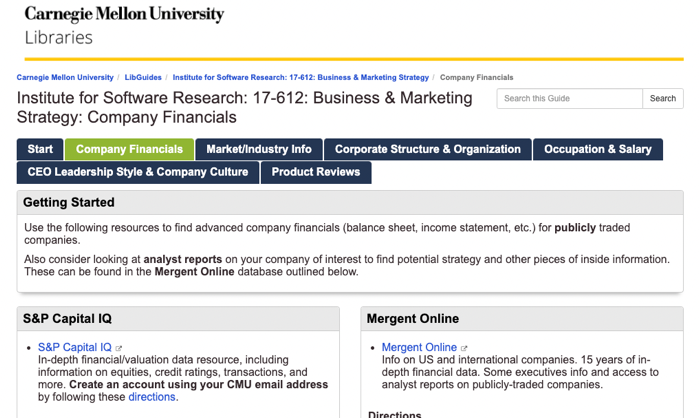 Carnegie Mellon University
Libraries
Carnegie Mellon University / LibGuides / Institute for Software Research: 17-612: Business & Marketing Strategy / Company Financials
Institute for Software Research: 17-612: Business & Marketing
Strategy: Company Financials
Search this Guide Search
Start Company Financials Market/Industry Info Corporate Structure & Organization Occupation & Salary
CEO Leadership Style & Company Culture Product Reviews
Getting Started
Use the following resources to find advanced company financials (balance sheet, income statement, etc.) for publicly traded
companies.
Also consider looking at analyst reports on your company of interest to find potential strategy and other pieces of inside information.
These can be found in the Mergent Online database outlined below.
S&P Capital IQ
• S&P Capital IQ
In-depth financial/valuation data resource, including
information on equities, credit ratings, transactions, and
more. Create an account using your CMU email address
by following these directions.
Mergent Online
• Mergent Online
Info on US and international companies. 15 years of in-
depth financial data. Some executives info and access to
analyst reports on publicly-traded companies.
Directions